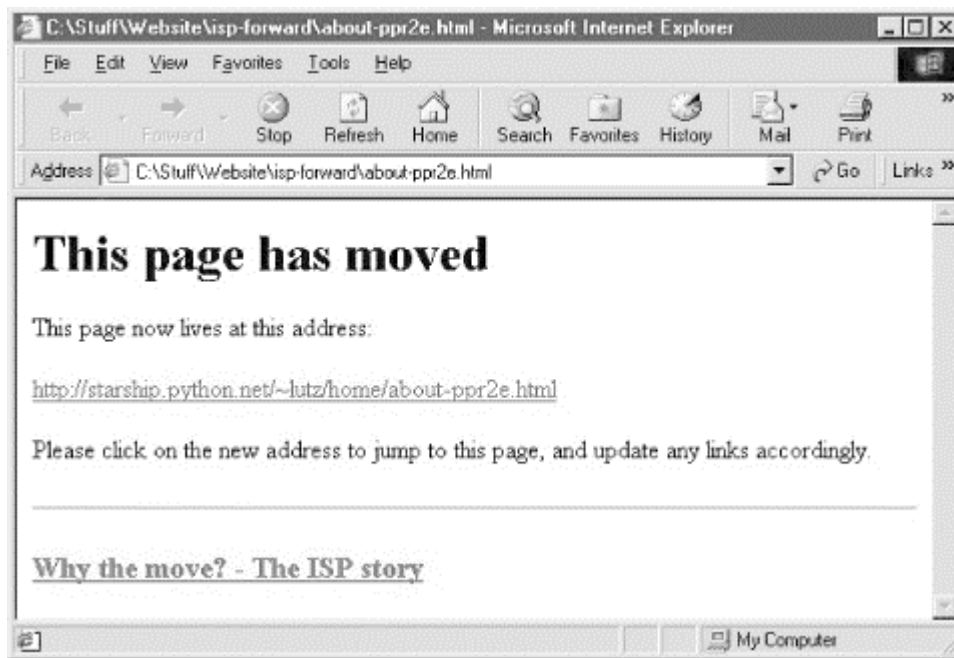 C:\Stuff\Website\isp-forward\about-ppr2e.html - Microsoft Internet Explorer
File Edit View Favorites Tools Help
Back Forward Stop Refresh Home Search Favorites History Mail Print »
Address C:\Stuff\Website\isp-forward\about-ppr2e.html Go Links »
This page has moved
This page now lives at this address:
http://starship.python.net/~lutz/home/about-ppr2e.html
Please click on the new address to jump to this page, and update any links accordingly.
Why the move? - The ISP story
My Computer